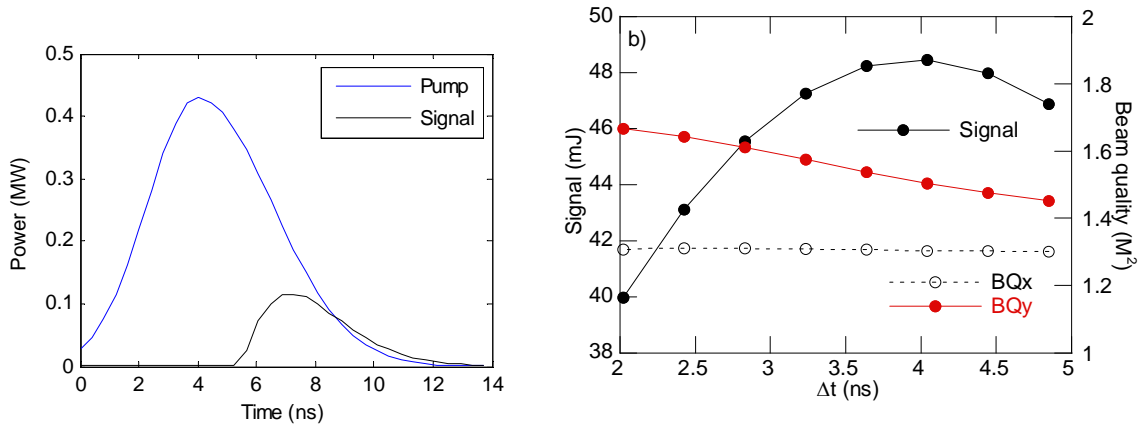 0.5
0.4
0.3
0.2
0.1
0
Power (MW)
0 2 4 6 8 10 12 14
Time (ns)
Pump
Signal
b)
50
48
46
44
42
40
38
Signal (mJ)
2 2.5 3 3.5 4 4.5 5
Δt (ns)
2
1.8
1.6
1.4
1.2
1
Beam quality (M²)
Signal
BQx
BQy